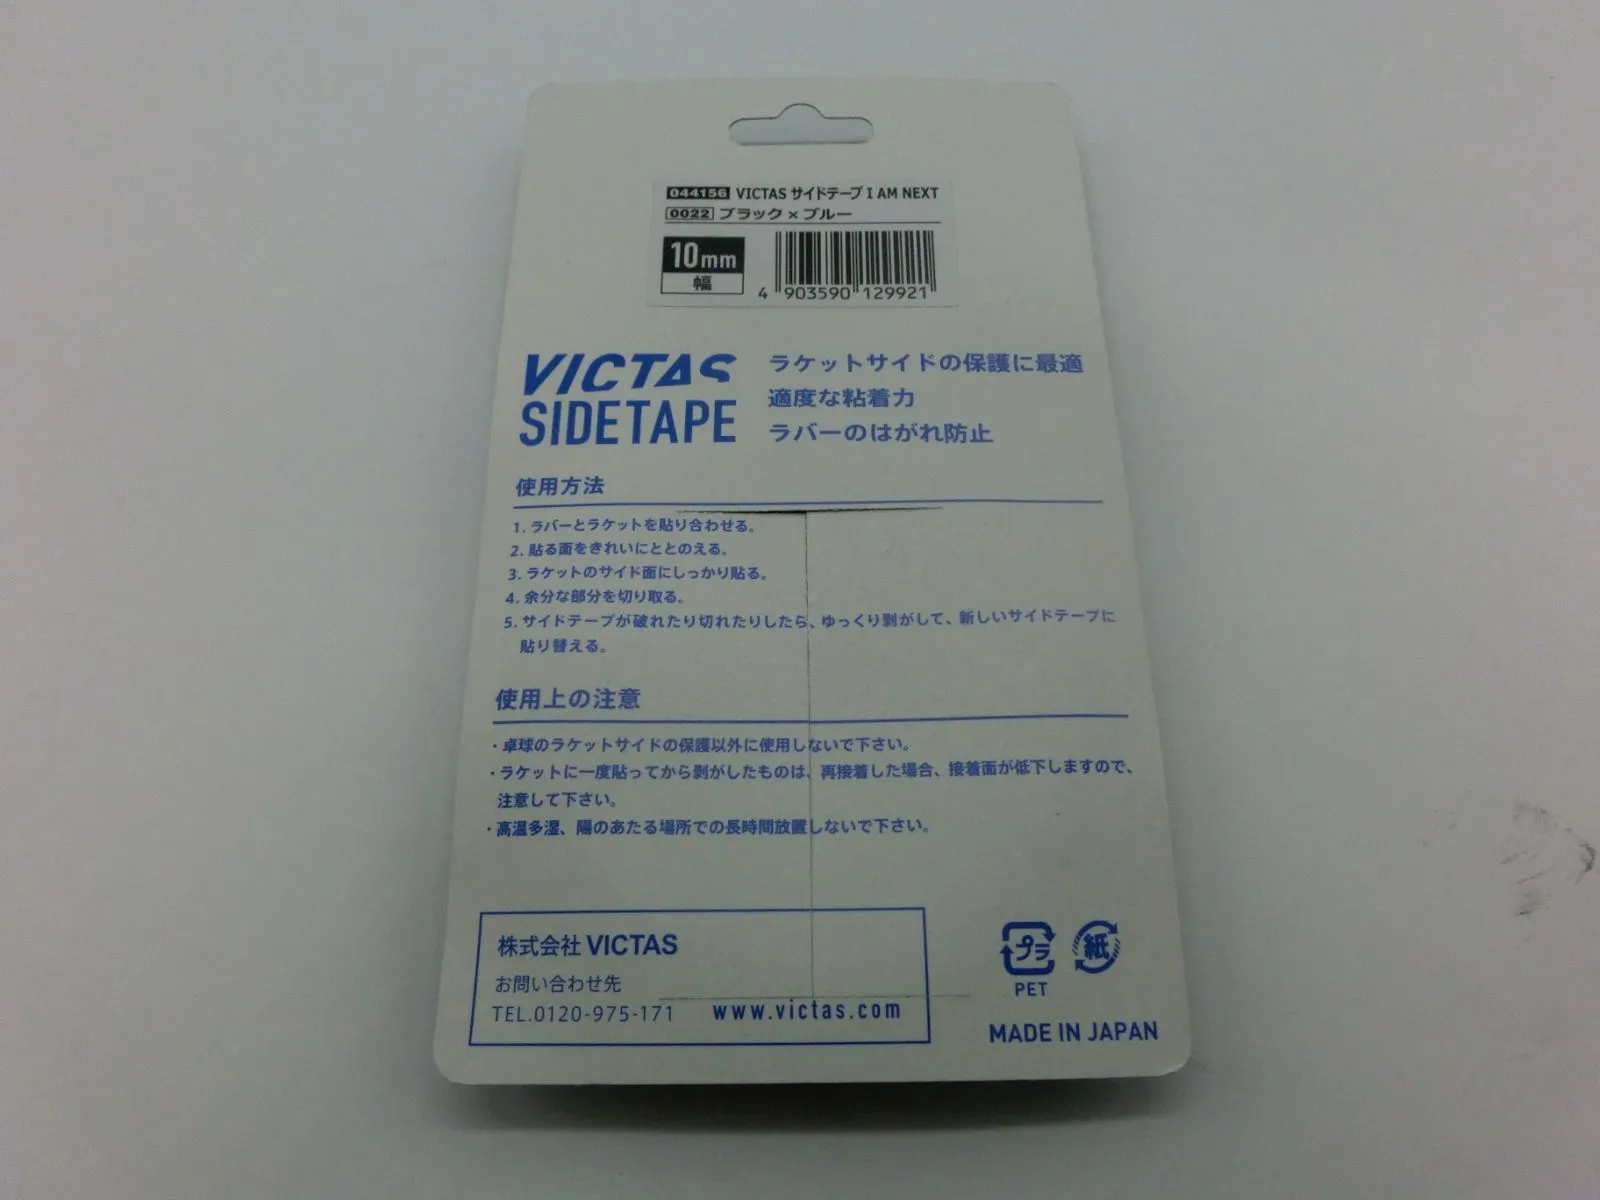 044156 VICTAS サイドテープ I AM NEXT
0022 ブラック×ブルー
10mm
幅
4 903590 129921
VICTAS
SIDETAPE
ラケットサイドの保護に最適
適度な粘着力
ラバーのはがれ防止
使用方法
1. ラバーとラケットを貼り合わせる。
2. 貼る面をきれいにととのえる。
3. ラケットのサイド面にしっかり貼る。
4. 余分な部分を切り取る。
5. サイドテープが破れたり切れたりしたら、ゆっくり剥がして、新しいサイドテープに
貼り替える。
使用上の注意
・卓球のラケットサイドの保護以外に使用しないで下さい。
・ラケットに一度貼ってから剥がしたものは、再接着した場合、接着面が低下しますので、
注意して下さい。
・高温多湿、陽のあたる場所での長時間放置しないで下さい。
株式会社 VICTAS
お問い合わせ先
TEL.0120-975-171 www.victas.com
プラ 紙
PET
MADE IN JAPAN